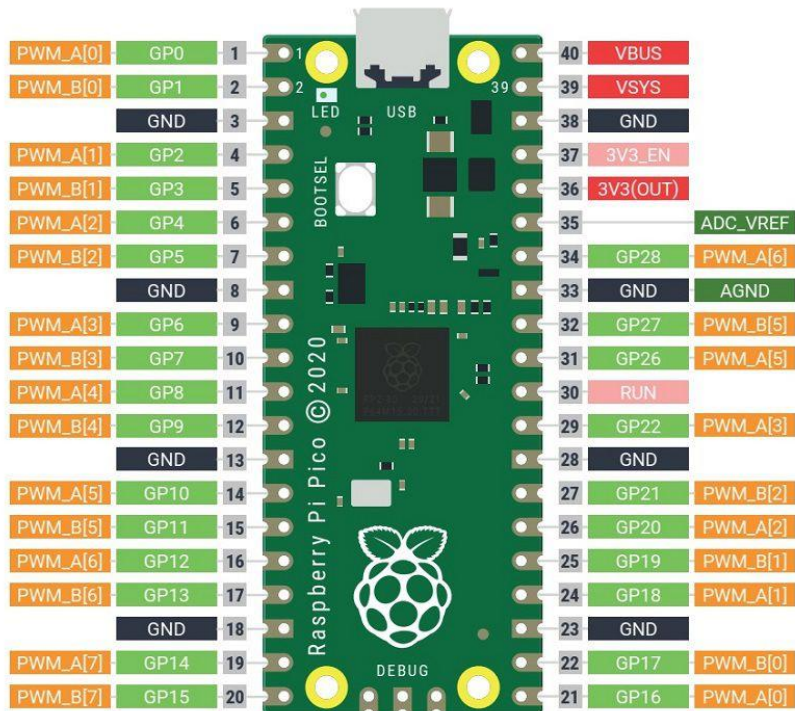 PWM_A[0] GP0 1 1 40 VBUS
PWM_B[0] GP1 2 2 39 39 VSYS
LED USB
GND 3 38 GND
PWM_A[1] GP2 4 37 3V3_EN
PWM_B[1] GP3 5 36 3V3(OUT)
BOOTSEL
PWM_A[2] GP4 6 35 ADC_VREF
PWM_B[2] GP5 7 34 GP28 PWM_A[6]
GND 8 33 GND AGND
PWM_A[3] GP6 9 32 GP27 PWM_B[5]
PWM_B[3] GP7 10 31 GP26 PWM_A[5]
PWM_A[4] GP8 11 30 RUN
PWM_B[4] GP9 12 29 GP22 PWM_A[3]
GND 13 28 GND
PWM_A[5] GP10 14 27 GP21 PWM_B[2]
PWM_B[5] GP11 15 26 GP20 PWM_A[2]
PWM_A[6] GP12 16 25 GP19 PWM_B[1]
PWM_B[6] GP13 17 24 GP18 PWM_A[1]
Raspberry Pi Pico © 2020
GND 18 23 GND
PWM_A[7] GP14 19 22 GP17 PWM_B[0]
DEBUG
PWM_B[7] GP15 20 21 GP16 PWM_A[0]